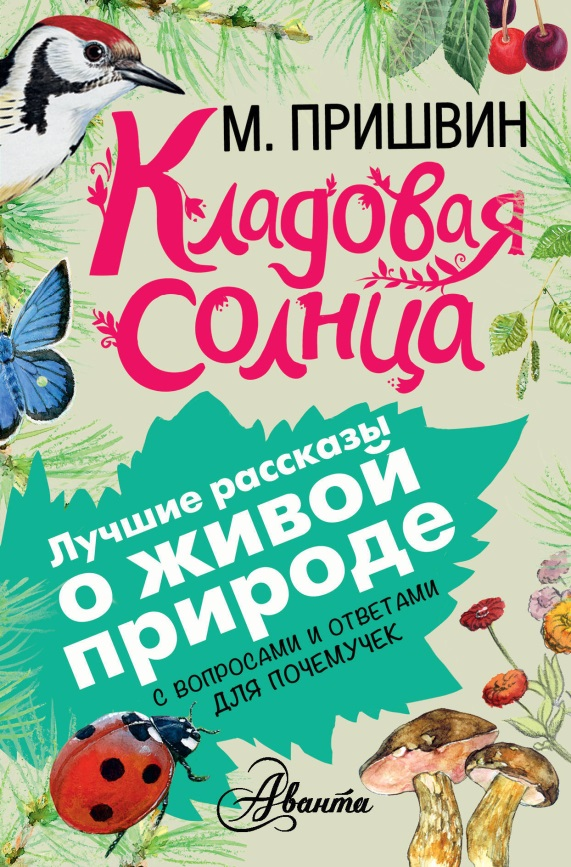 М. ПРИШВИН
Кладовая
солнца
Лучшие рассказы
о живой
природе
С ВОПРОСАМИ И ОТВЕТАМИ
ДЛЯ ПОЧЕМУЧЕК
Аванта